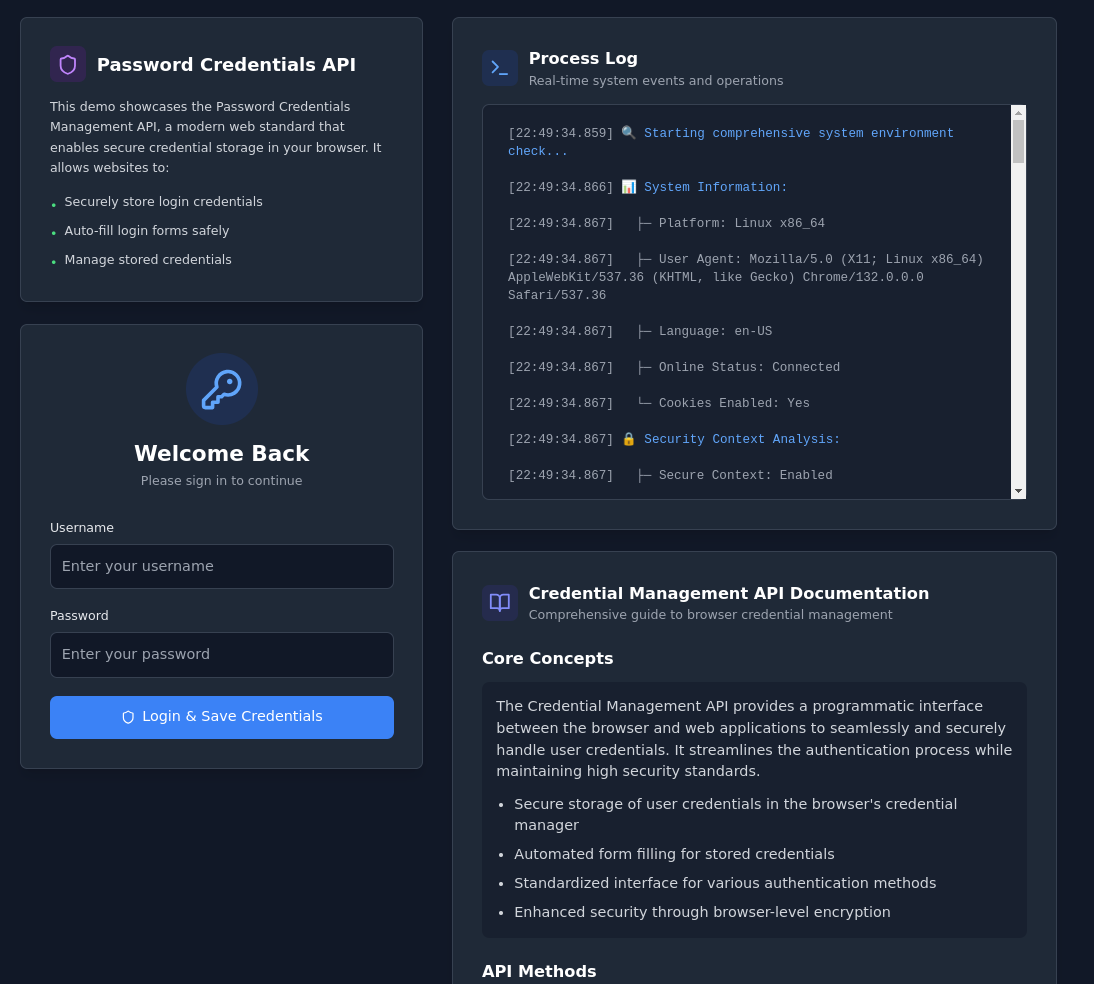 Password Credentials API
This demo showcases the Password Credentials
Management API, a modern web standard that
enables secure credential storage in your browser. It
allows websites to:
• Securely store login credentials
• Auto-fill login forms safely
• Manage stored credentials
Welcome Back
Please sign in to continue
Username
Enter your username
Password
Enter your password
Login & Save Credentials
Process Log
Real-time system events and operations
[22:49:34.859] 🔍 Starting comprehensive system environment
check...
[22:49:34.866] 📊 System Information:
[22:49:34.867]   ├─ Platform: Linux x86_64
[22:49:34.867]   ├─ User Agent: Mozilla/5.0 (X11; Linux x86_64)
AppleWebKit/537.36 (KHTML, like Gecko) Chrome/132.0.0.0
Safari/537.36
[22:49:34.867]   ├─ Language: en-US
[22:49:34.867]   ├─ Online Status: Connected
[22:49:34.867]   └─ Cookies Enabled: Yes
[22:49:34.867] 🔒 Security Context Analysis:
[22:49:34.867]   ├─ Secure Context: Enabled
Credential Management API Documentation
Comprehensive guide to browser credential management
Core Concepts
The Credential Management API provides a programmatic interface
between the browser and web applications to seamlessly and securely
handle user credentials. It streamlines the authentication process while
maintaining high security standards.
• Secure storage of user credentials in the browser's credential
manager
• Automated form filling for stored credentials
• Standardized interface for various authentication methods
• Enhanced security through browser-level encryption
API Methods